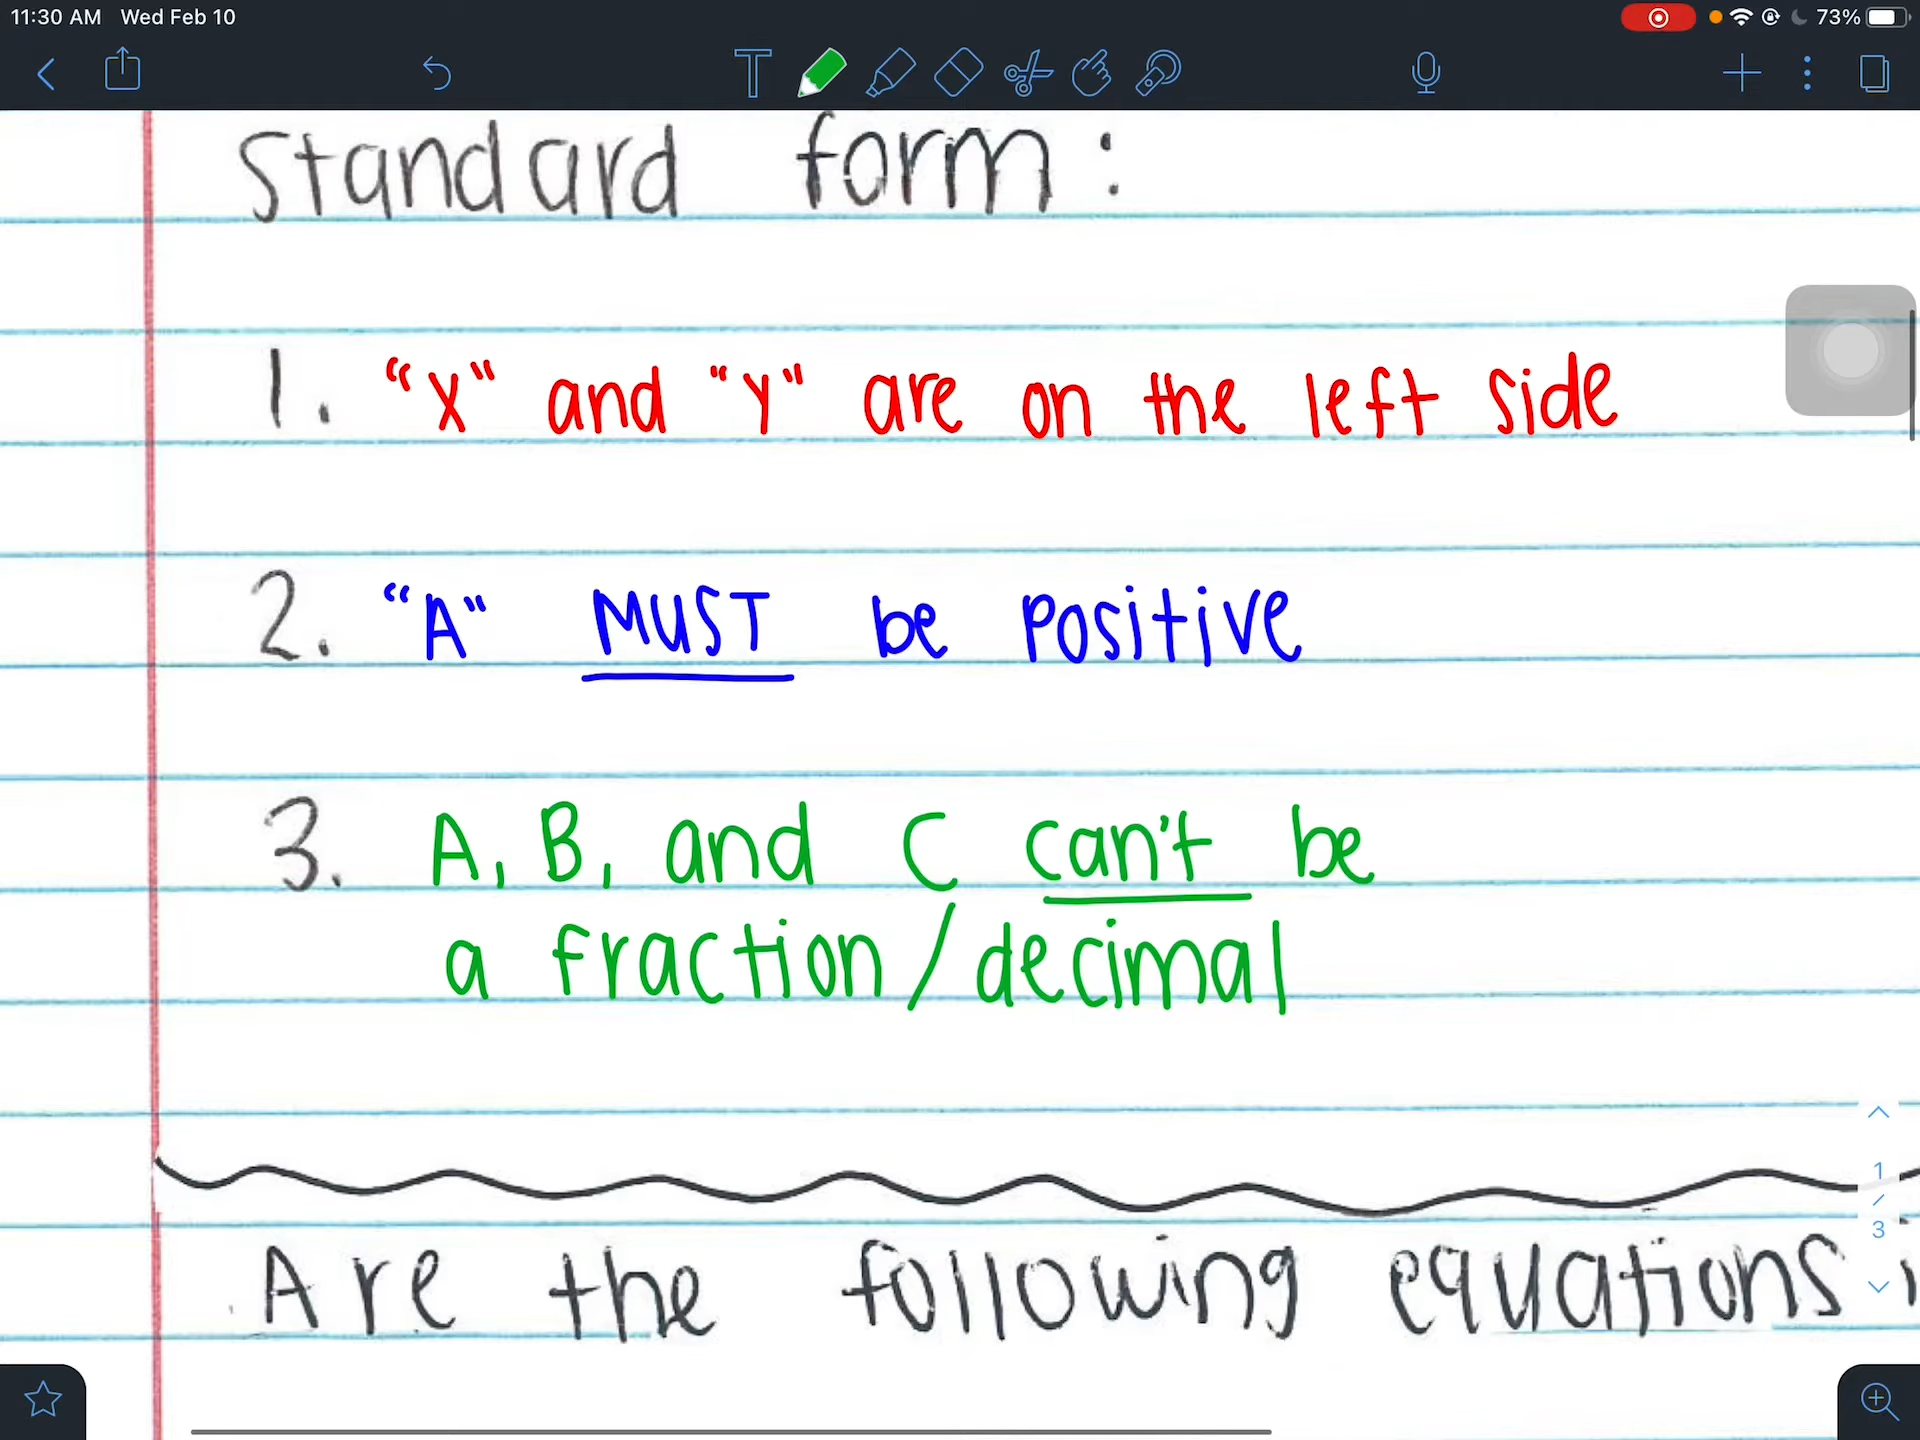 11:30 AM Wed Feb 10
73%
Standard form:
1. "X" and "Y" are on the left side
2. "A" MUST be positive
3. A, B, and C can't be
a fraction/decimal
1
/
3
Are the following equations